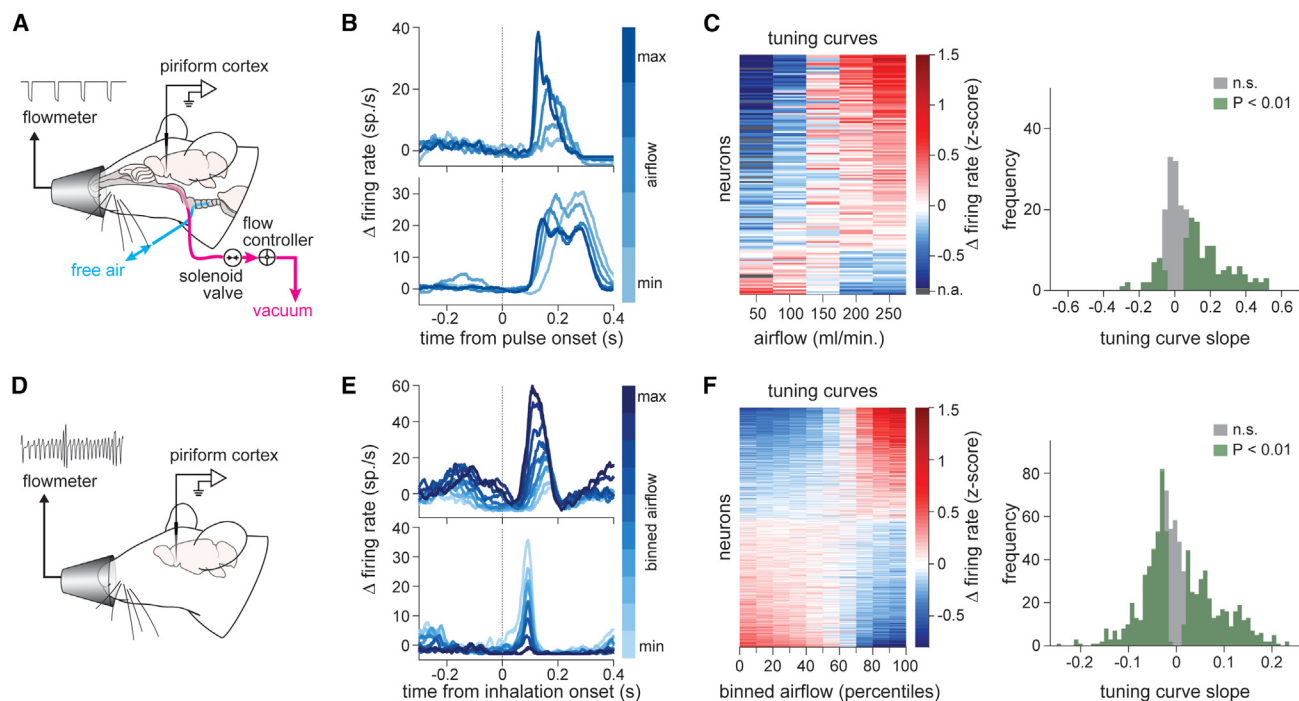 A
flowmeter
piriform cortex
free air
solenoid
valve
flow
controller
vacuum
B
Δ firing rate (sp./s)
40
20
0
30
20
10
0
-0.2 0 0.2 0.4
time from pulse onset (s)
max
airflow
min
C
tuning curves
neurons
50 100 150 200 250
airflow (ml/min.)
1.5
1
0.5
0
-0.5
n.a.
Δ firing rate (z-score)
n.s.
P < 0.01
frequency
40
20
0
-0.6 -0.4 -0.2 0 0.2 0.4 0.6
tuning curve slope
D
flowmeter
piriform cortex
E
Δ firing rate (sp./s)
60
40
20
0
40
20
0
-0.2 0 0.2 0.4
time from inhalation onset (s)
max
binned airflow
min
F
tuning curves
neurons
0 20 40 60 80 100
binned airflow (percentiles)
1.5
1
0.5
0
-0.5
Δ firing rate (z-score)
n.s.
P < 0.01
frequency
80
60
40
20
0
-0.2 -0.1 0 0.1 0.2
tuning curve slope